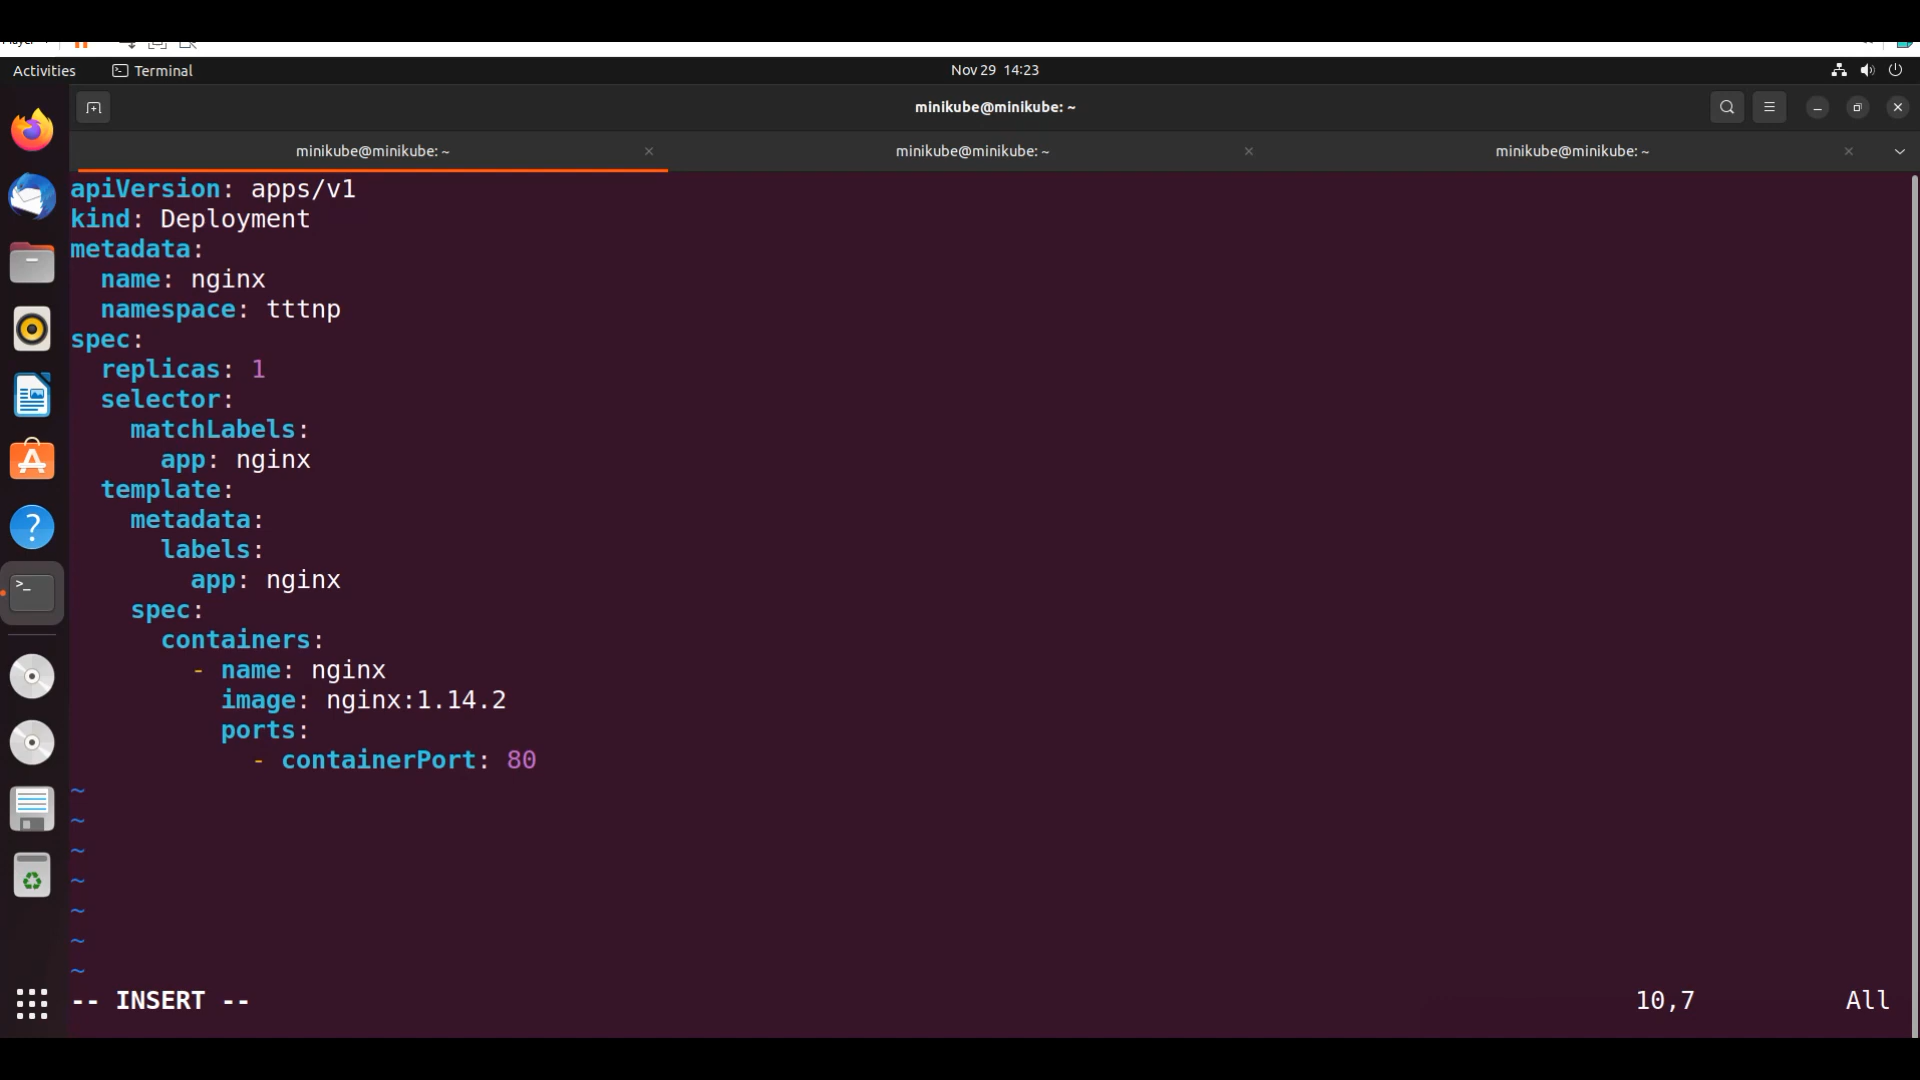 Activities Terminal Nov 29 14:23
minikube@minikube: ~
minikube@minikube: ~ minikube@minikube: ~ minikube@minikube: ~
apiVersion: apps/v1
kind: Deployment
metadata:
  name: nginx
  namespace: tttnp
spec:
  replicas: 1
  selector:
    matchLabels:
      app: nginx
  template:
    metadata:
      labels:
        app: nginx
    spec:
      containers:
        - name: nginx
          image: nginx:1.14.2
          ports:
            - containerPort: 80
~
~
~
~
~
~
~
-- INSERT -- 10,7 All